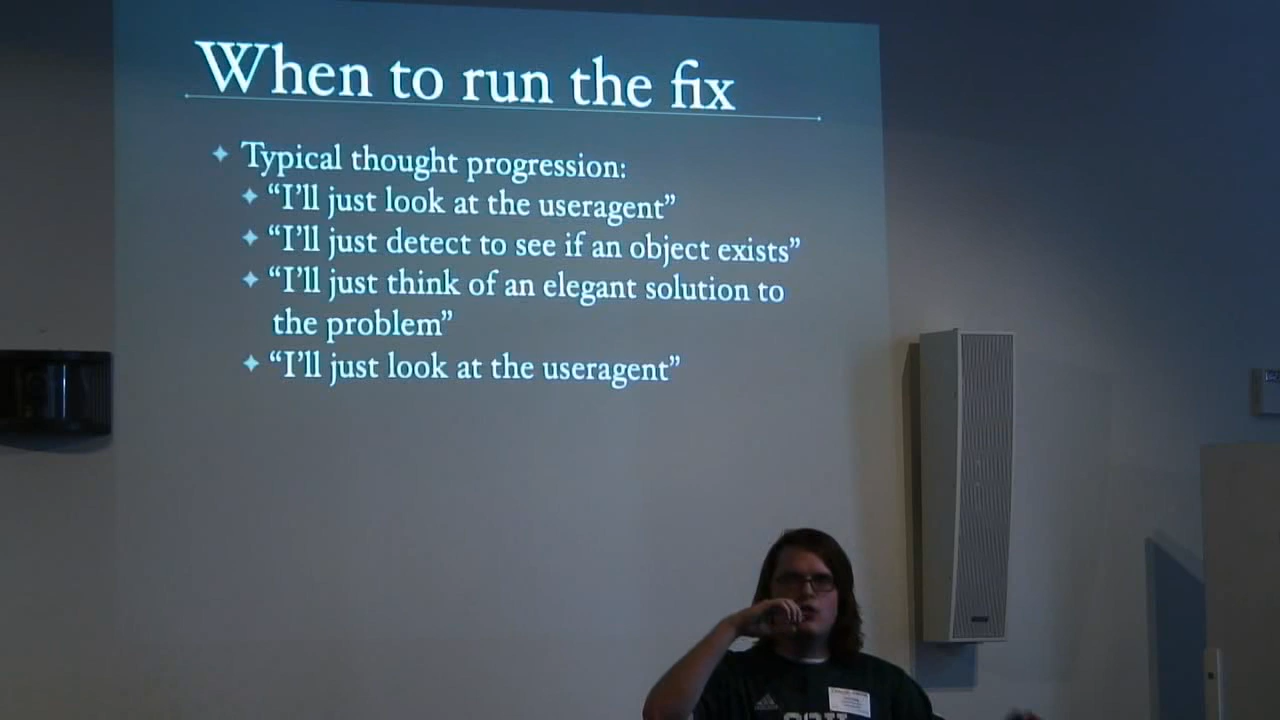 When to run the fix
Typical thought progression:
“I’ll just look at the useragent”
“I’ll just detect to see if an object exists”
“I’ll just think of an elegant solution to
the problem”
“I’ll just look at the useragent”